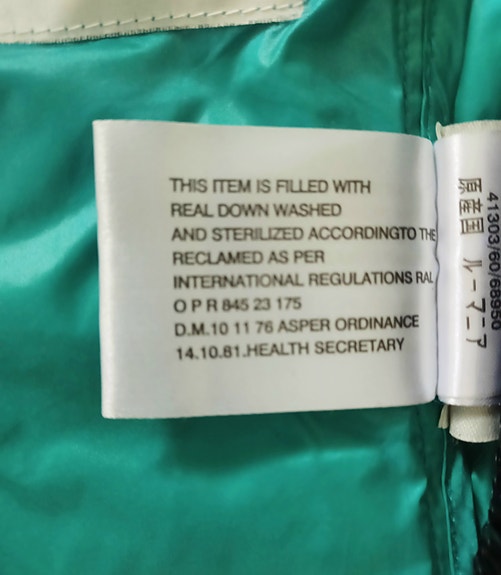 THIS ITEM IS FILLED WITH
REAL DOWN WASHED
AND STERILIZED ACCORDINGTO THE
RECLAMED AS PER
INTERNATIONAL REGULATIONS RAL
O P R 845 23 175
D.M.10 11 76 ASPER ORDINANCE
14.10.81.HEALTH SECRETARY
41303/60/68950
原産国 ルーマニア